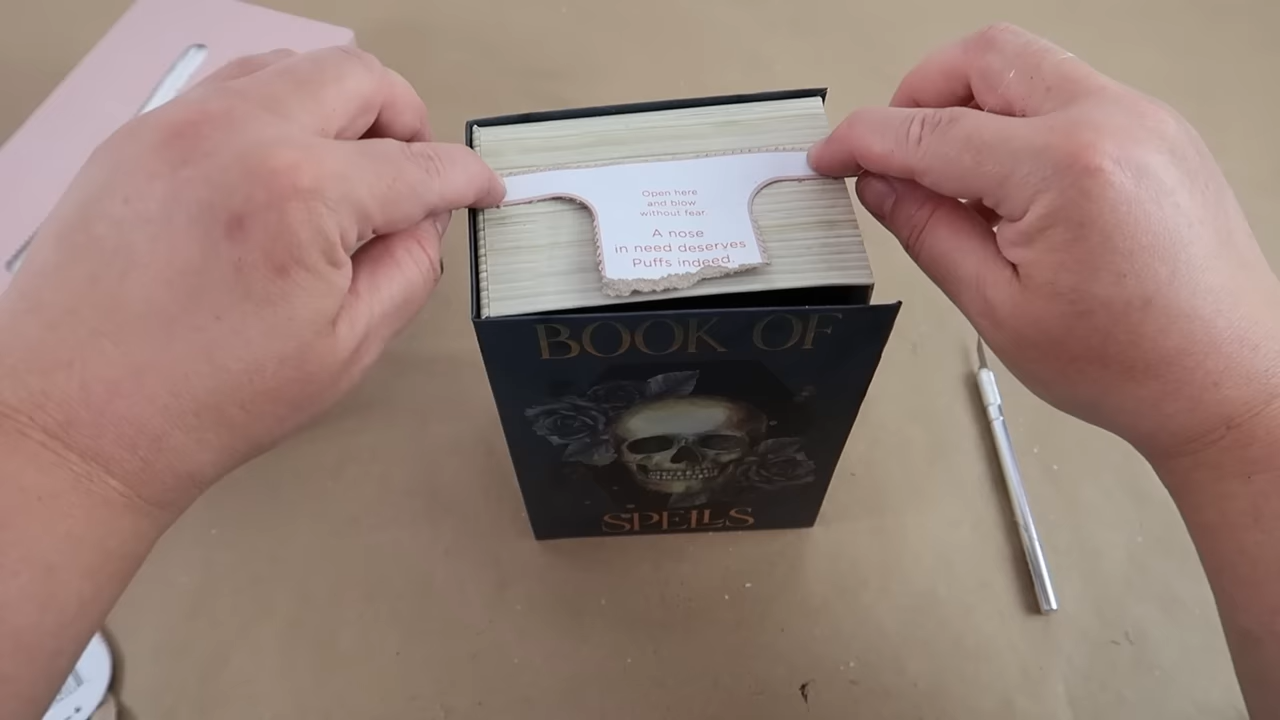 Open here
and blow
without fear.
A nose
in need deserves
Puffs indeed.
BOOK OF
SPELLS